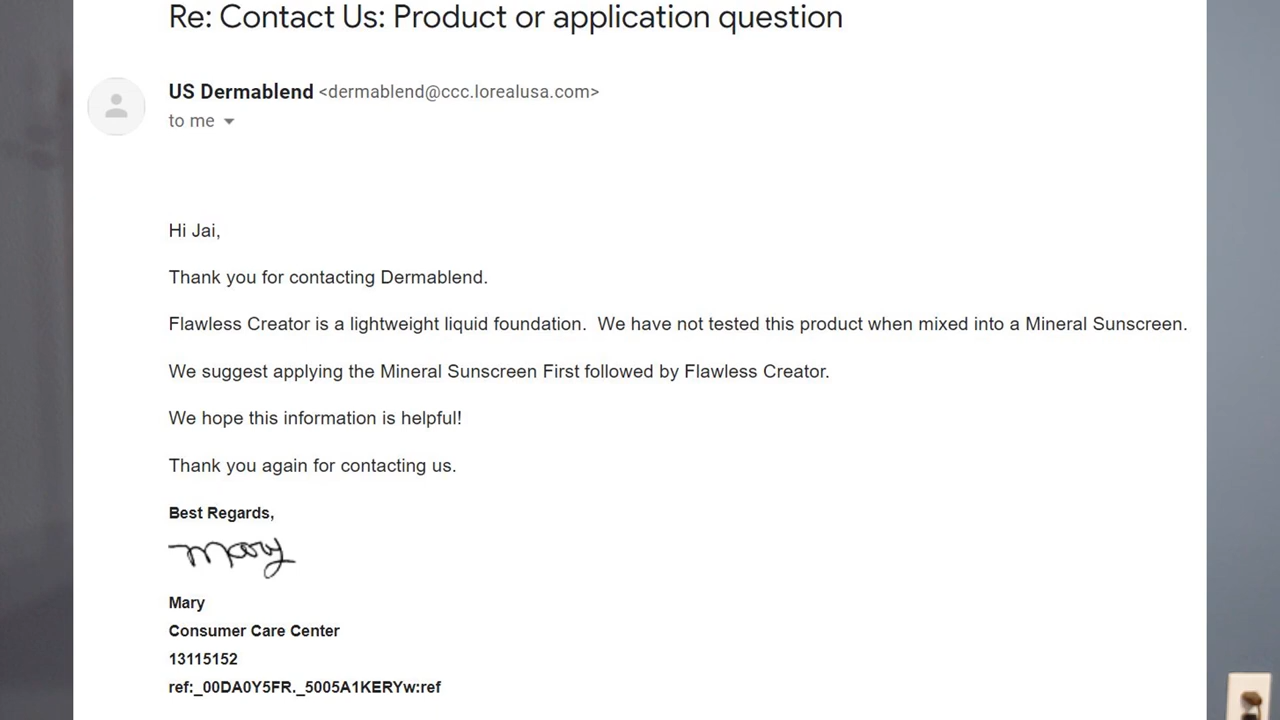 Re: Contact Us: Product or application question
US Dermablend <dermablend@ccc.lorealusa.com>
to me
Hi Jai,
Thank you for contacting Dermablend.
Flawless Creator is a lightweight liquid foundation.  We have not tested this product when mixed into a Mineral Sunscreen.
We suggest applying the Mineral Sunscreen First followed by Flawless Creator.
We hope this information is helpful!
Thank you again for contacting us.
Best Regards,
Mary
Mary
Consumer Care Center
13115152
ref:_00DA0Y5FR._5005A1KERYw:ref